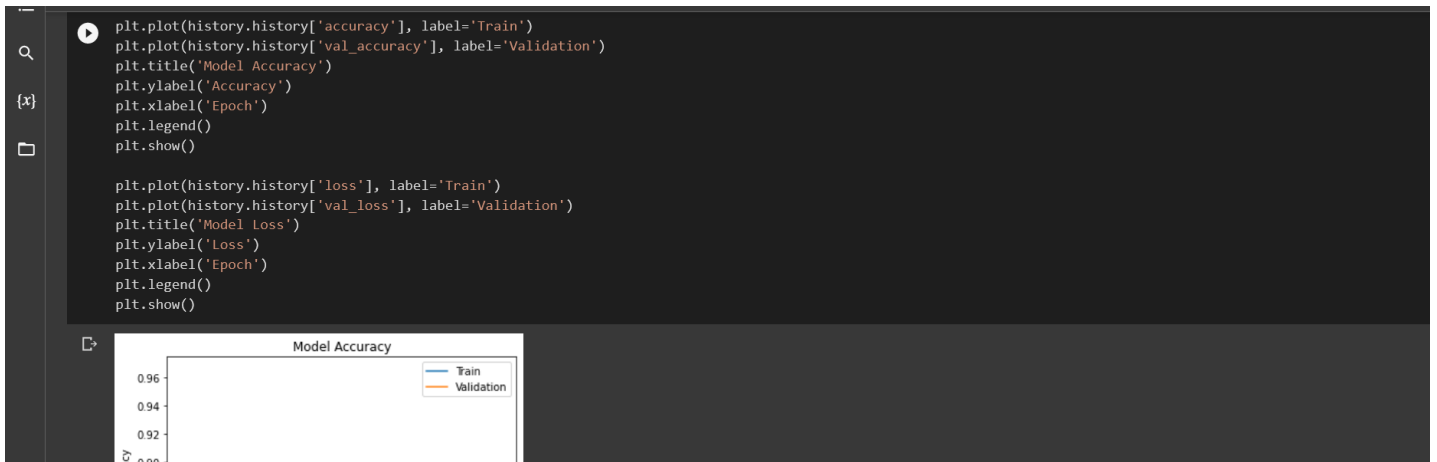 plt.plot(history.history['accuracy'], label='Train')
plt.plot(history.history['val_accuracy'], label='Validation')
plt.title('Model Accuracy')
plt.ylabel('Accuracy')
plt.xlabel('Epoch')
plt.legend()
plt.show()
{x}
plt.plot(history.history['loss'], label='Train')
plt.plot(history.history['val_loss'], label='Validation')
plt.title('Model Loss')
plt.ylabel('Loss')
plt.xlabel('Epoch')
plt.legend()
plt.show()
Model Accuracy
Train
Validation
0.96
0.94
0.92